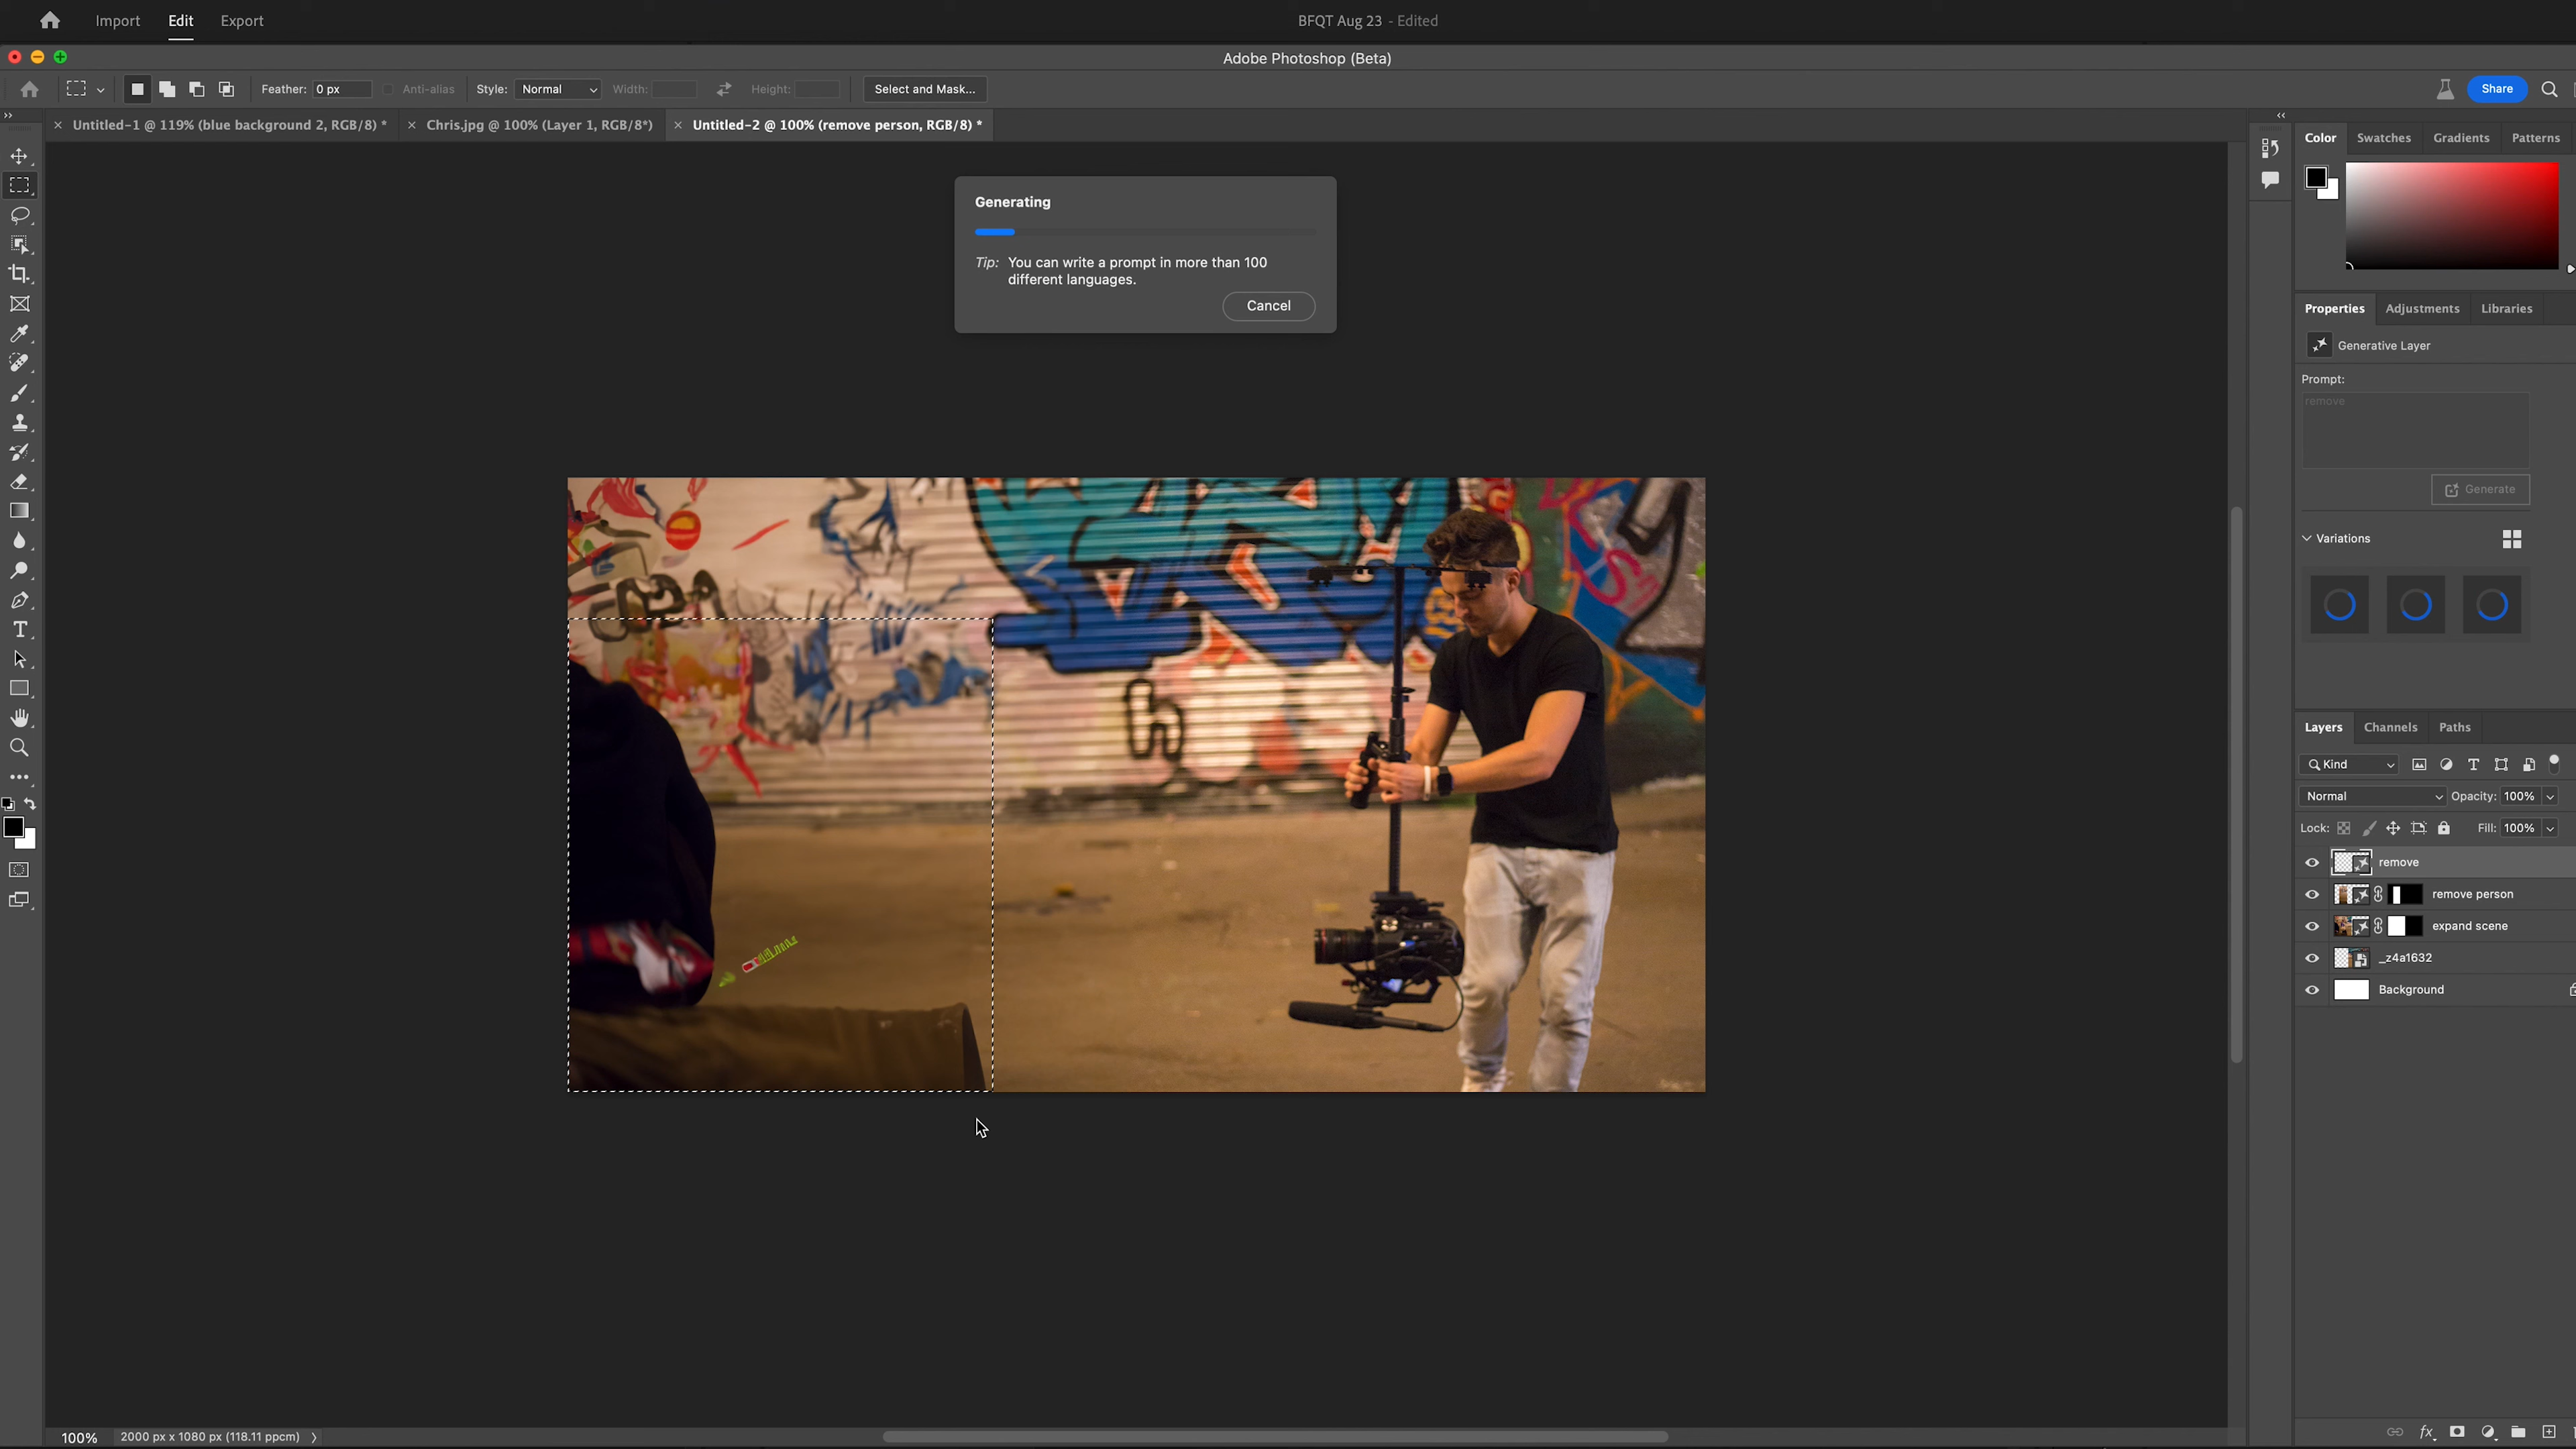 Import Edit Export BFQT Aug 23 - Edited
Adobe Photoshop (Beta)
Feather: 0 px Anti-alias Style: Normal Width: Height: Select and Mask... Share
Untitled-1 @ 119% (blue background 2, RGB/8) * Chris.jpg @ 100% (Layer 1, RGB/8*) Untitled-2 @ 100% (remove person, RGB/8) *
Color Swatches Gradients Patterns
Generating
Tip: You can write a prompt in more than 100
different languages.
Cancel
Properties Adjustments Libraries
Generative Layer
Prompt:
remove
Generate
Variations
Layers Channels Paths
Kind
Normal Opacity: 100%
Lock: Fill: 100%
remove
remove person
expand scene
_z4a1632
Background
100% 2000 px x 1080 px (118.11 ppcm)
fx